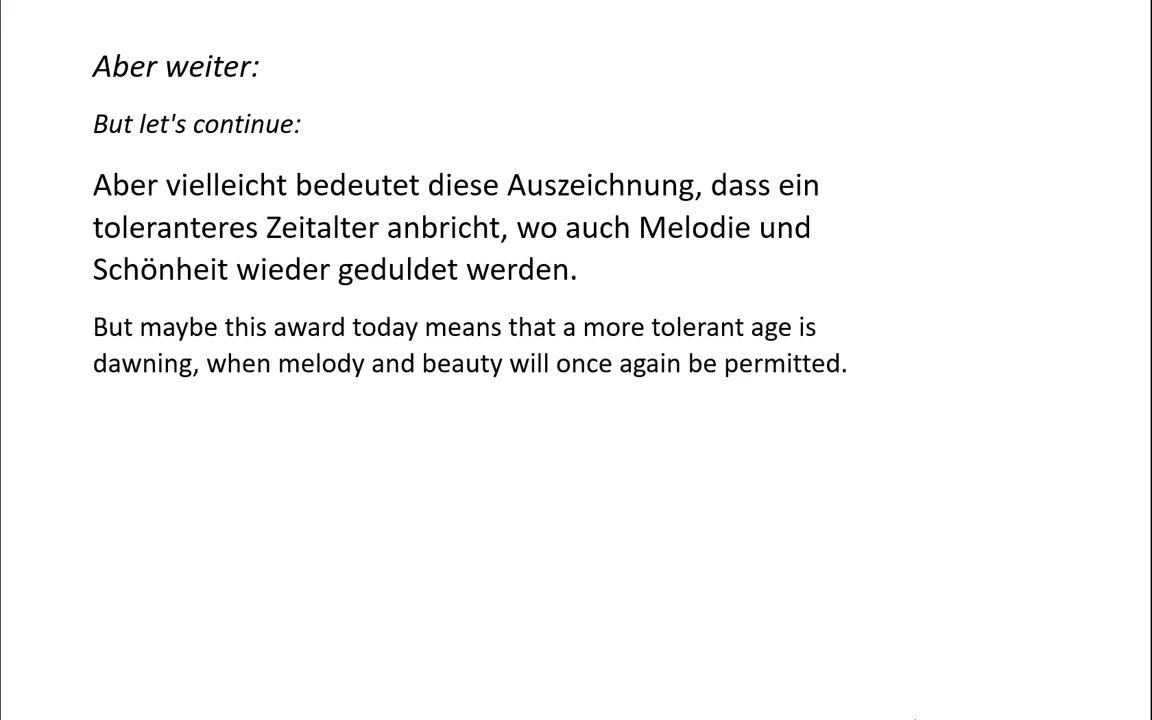 Aber weiter:
But let's continue:
Aber vielleicht bedeutet diese Auszeichnung, dass ein
toleranteres Zeitalter anbricht, wo auch Melodie und
Schönheit wieder geduldet werden.
But maybe this award today means that a more tolerant age is
dawning, when melody and beauty will once again be permitted.